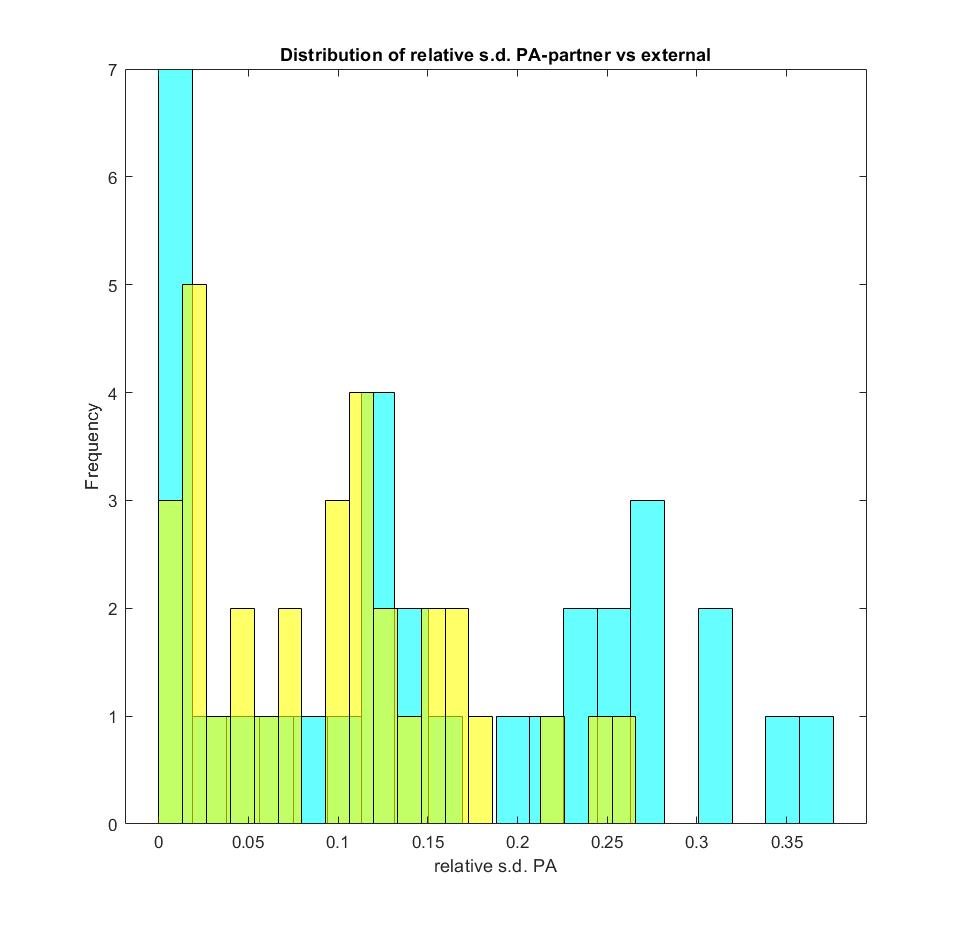 Distribution of relative s.d. PA-partner vs external
7
6
5
4
3
2
1
0
Frequency
0 0.05 0.1 0.15 0.2 0.25 0.3 0.35
relative s.d. PA